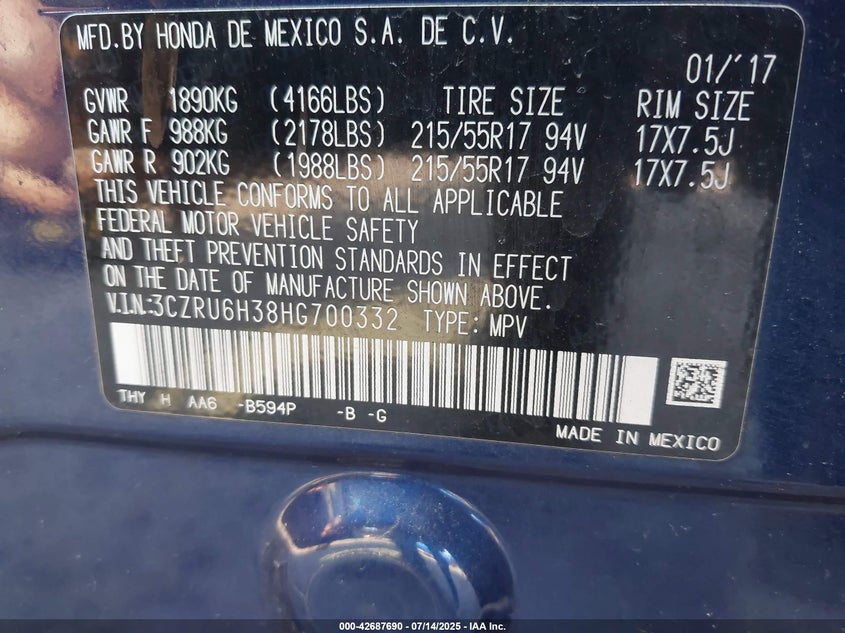 MFD.BY HONDA DE MEXICO S.A. DE C.V.
01/'17
GVWR 1890KG (4166LBS) TIRE SIZE RIM SIZE
GAWR F 988KG (2178LBS) 215/55R17 94V 17X7.5J
GAWR R 902KG (1988LBS) 215/55R17 94V 17X7.5J
THIS VEHICLE CONFORMS TO ALL APPLICABLE
FEDERAL MOTOR VEHICLE SAFETY
AND THEFT PREVENTION STANDARDS IN EFFECT
ON THE DATE OF MANUFACTURE SHOWN ABOVE.
V.I.N:3CZRU6H38HG700332 TYPE: MPV
THY H AA6 -B594P -B -G
MADE IN MEXICO
000-42687690 - 07/14/2025 - IAA Inc.